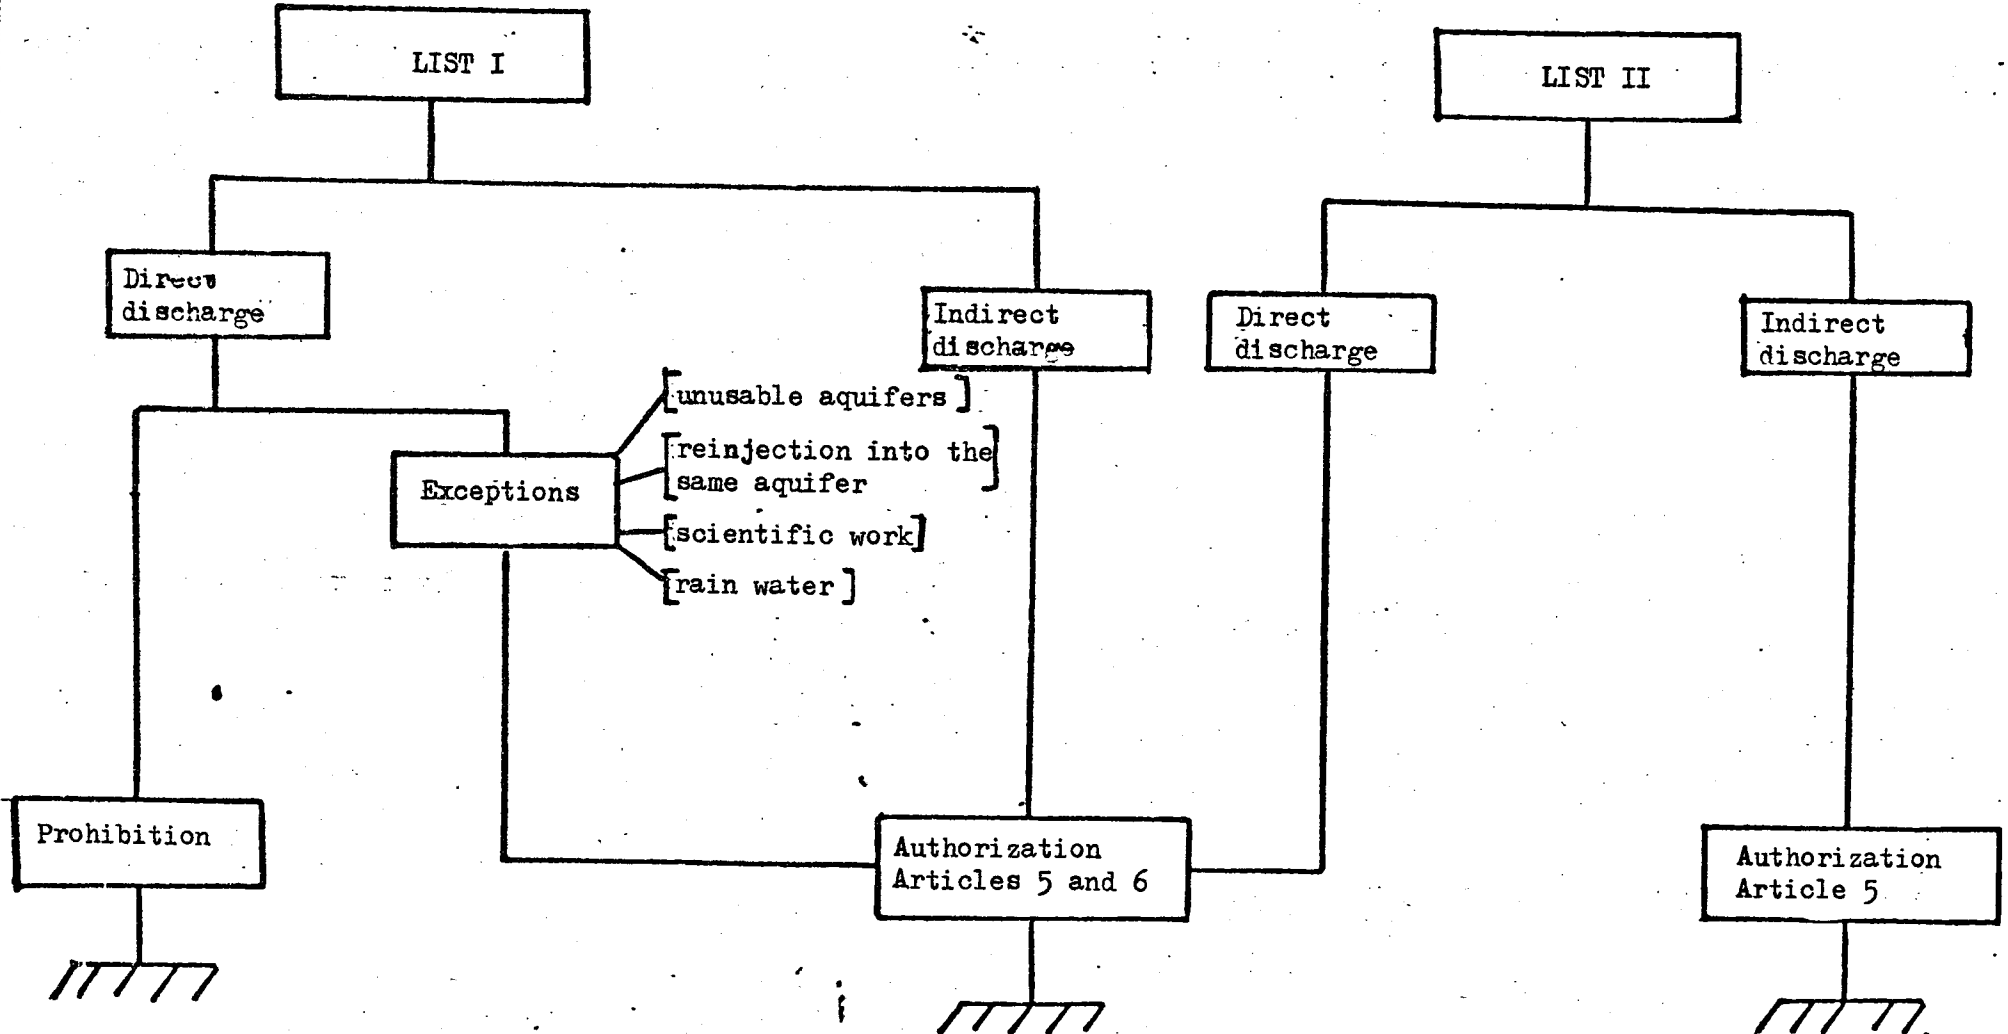 LIST I
LIST II
Direct
discharge
Indirect
discharge
Direct
discharge
Indirect
discharge
[unusable aquifers]
[reinjection into the
same aquifer]
Exceptions
[scientific work]
[rain water]
Prohibition
Authorization
Articles 5 and 6
Authorization
Article 5